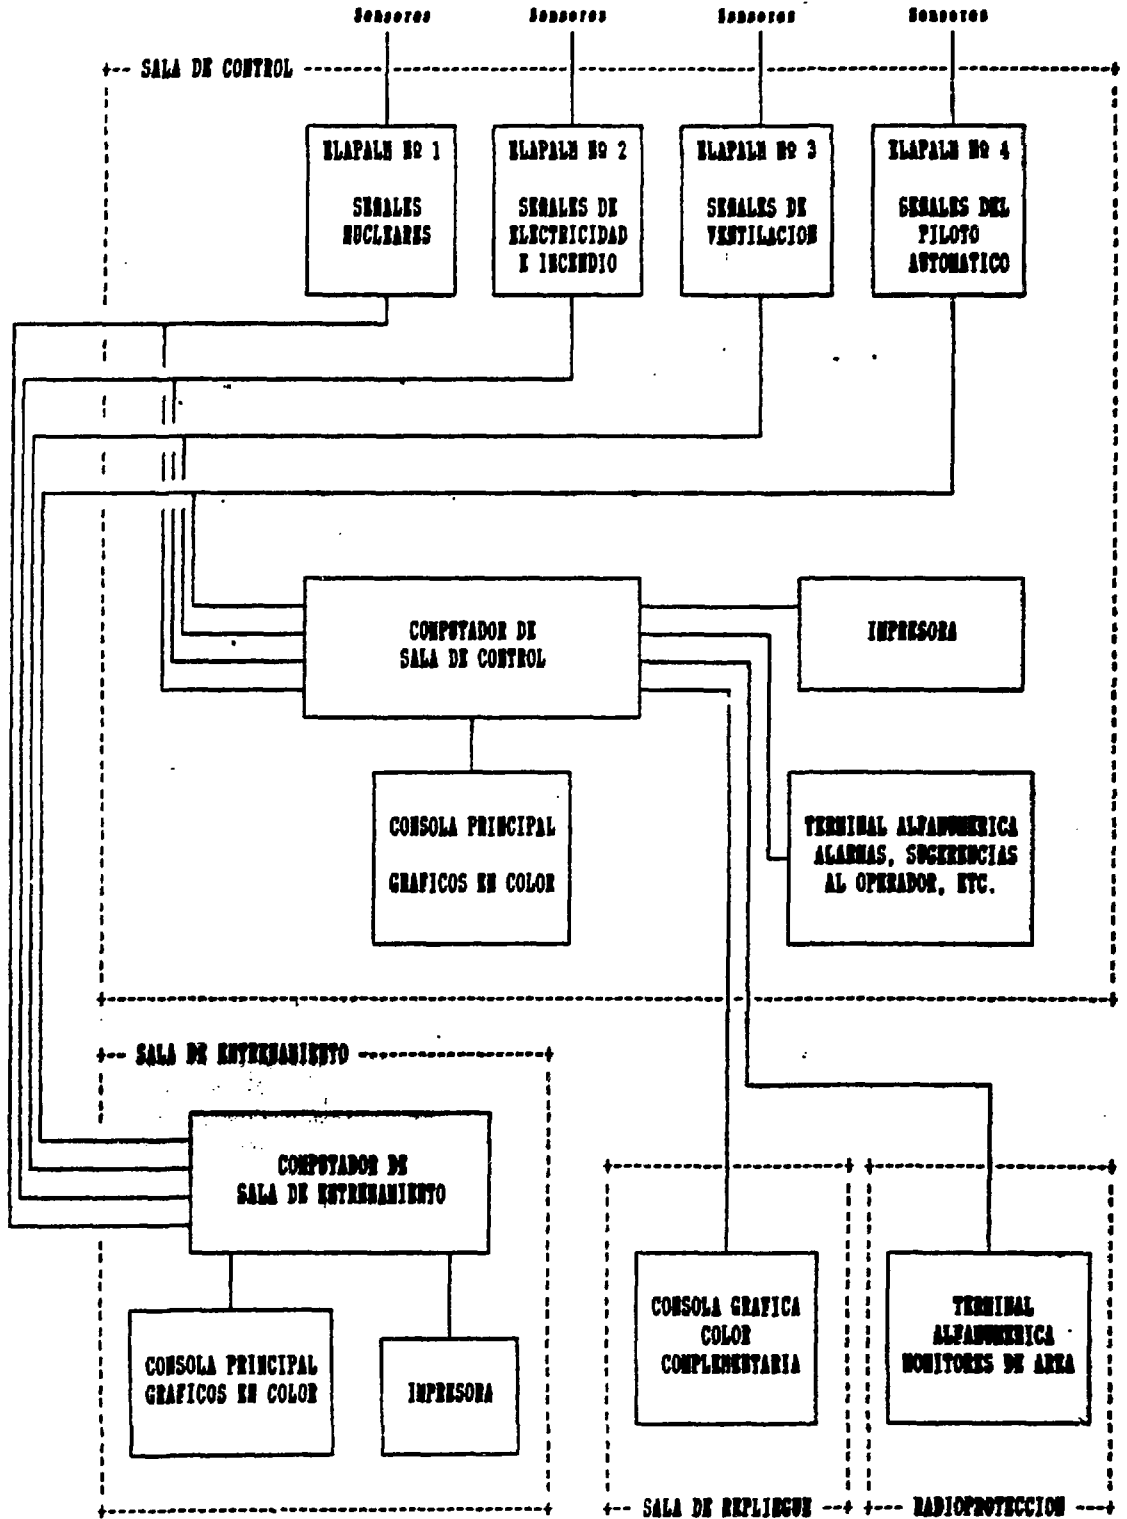 Sensores Sensores Sensores Sensores
SALA DE CONTROL
ELAPALM Nº 1
SEÑALES
NUCLEARES
ELAPALM Nº 2
SEÑALES DE
ELECTRICIDAD
E INCENDIO
ELAPALM Nº 3
SEÑALES DE
VENTILACION
ELAPALM Nº 4
SEÑALES DEL
PILOTO
AUTOMATICO
COMPUTADOR DE
SALA DE CONTROL
IMPRESORA
CONSOLA PRINCIPAL
GRAFICOS EN COLOR
TERMINAL ALFANUMERICA
ALARMAS, SUGERENCIAS
AL OPERADOR, ETC.
SALA DE ENTRENAMIENTO
COMPUTADOR DE
SALA DE ENTRENAMIENTO
CONSOLA PRINCIPAL
GRAFICOS EN COLOR
IMPRESORA
CONSOLA GRAFICA
COLOR
COMPLEMENTARIA
TERMINAL
ALFANUMERICA
MONITORES DE AREA
SALA DE REPLIEGUE
RADIOPROTECCION